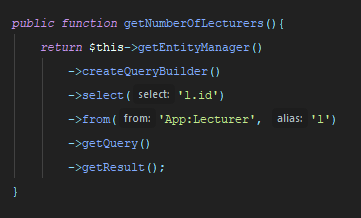 public function getNumberOfLecturers(){
return $this->getEntityManager()
->createQueryBuilder()
->select( select: 'l.id')
->from( from: 'App:Lecturer', alias: 'l')
->getQuery()
->getResult();
}